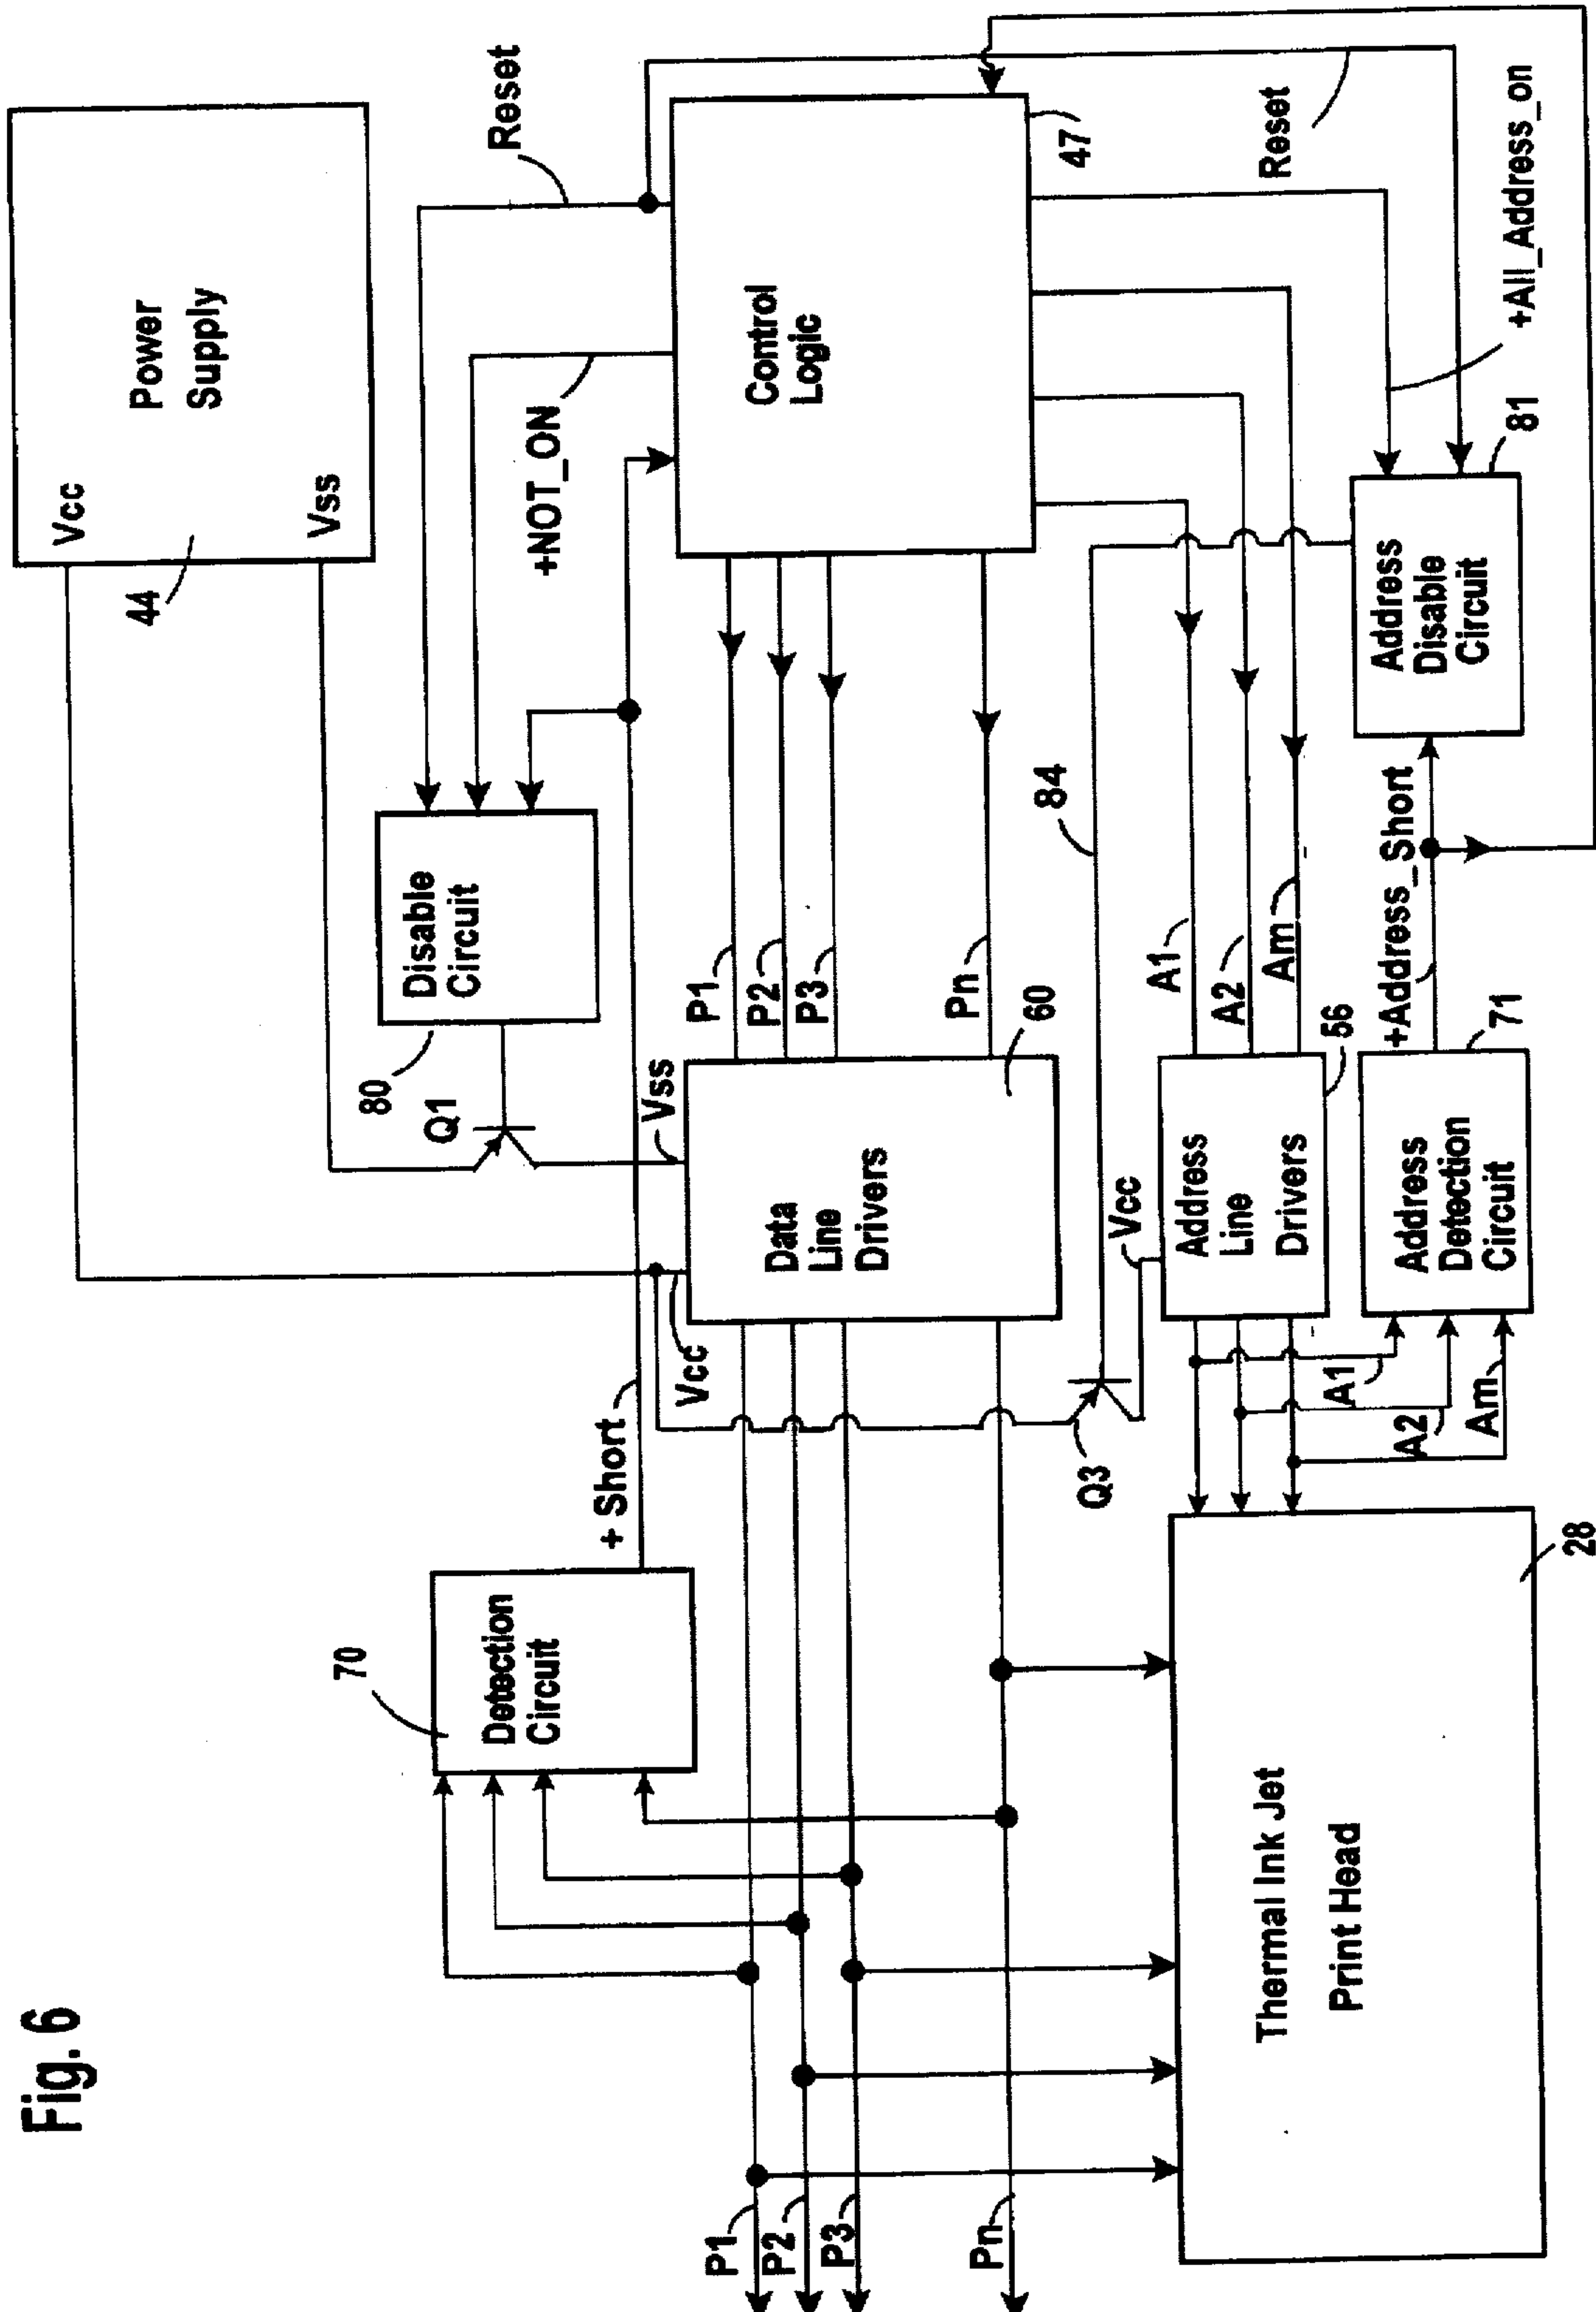 Fig. 6
Power
Supply
Vcc
Vss
44
Reset
+NOT_ON
Disable
Circuit
80
Q1
Control
Logic
47
Reset
+All_Address_on
+ Short
Detection
Circuit
70
Vcc
Vss
Data
Line
Drivers
60
P1
P2
P3
Pn
P1
P2
P3
Pn
84
Q3
Vcc
A1
A2
Am
Address
Line
Drivers
56
Address
Disable
Circuit
81
+Address_Short
Address
Detection
Circuit
71
A1
A2
Am
Thermal Ink Jet
Print Head
28